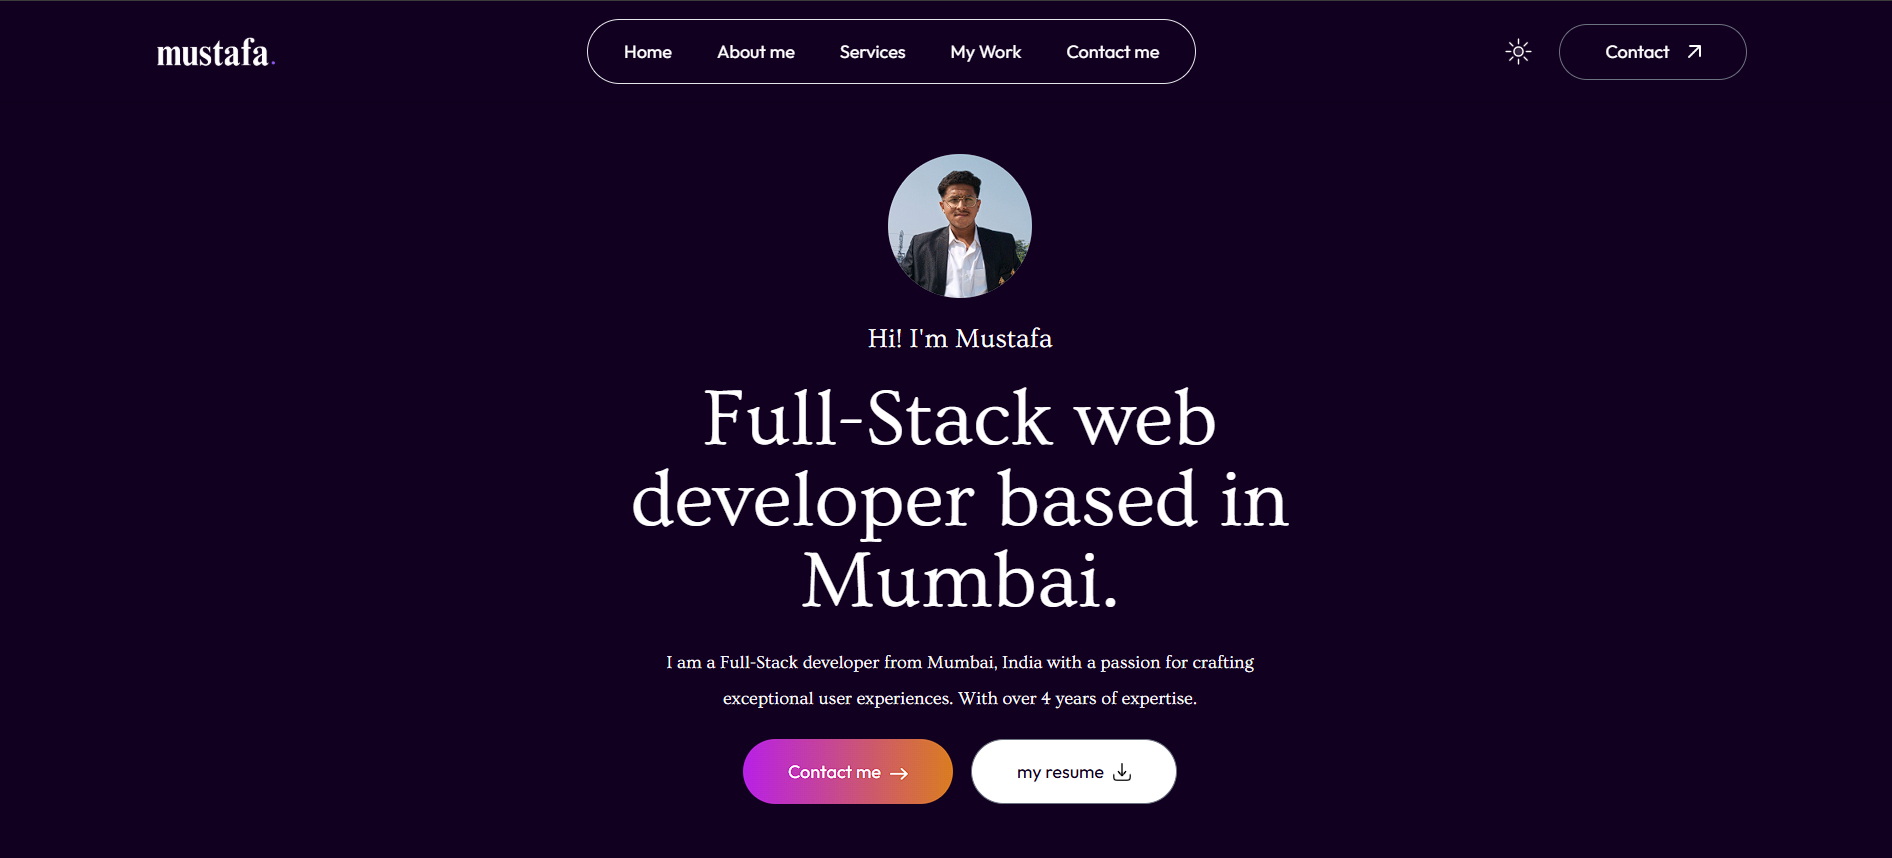 mustafa.
Home About me Services My Work Contact me
Contact
Hi! I'm Mustafa
Full-Stack web
developer based in
Mumbai.
I am a Full-Stack developer from Mumbai, India with a passion for crafting
exceptional user experiences. With over 4 years of expertise.
Contact me
my resume